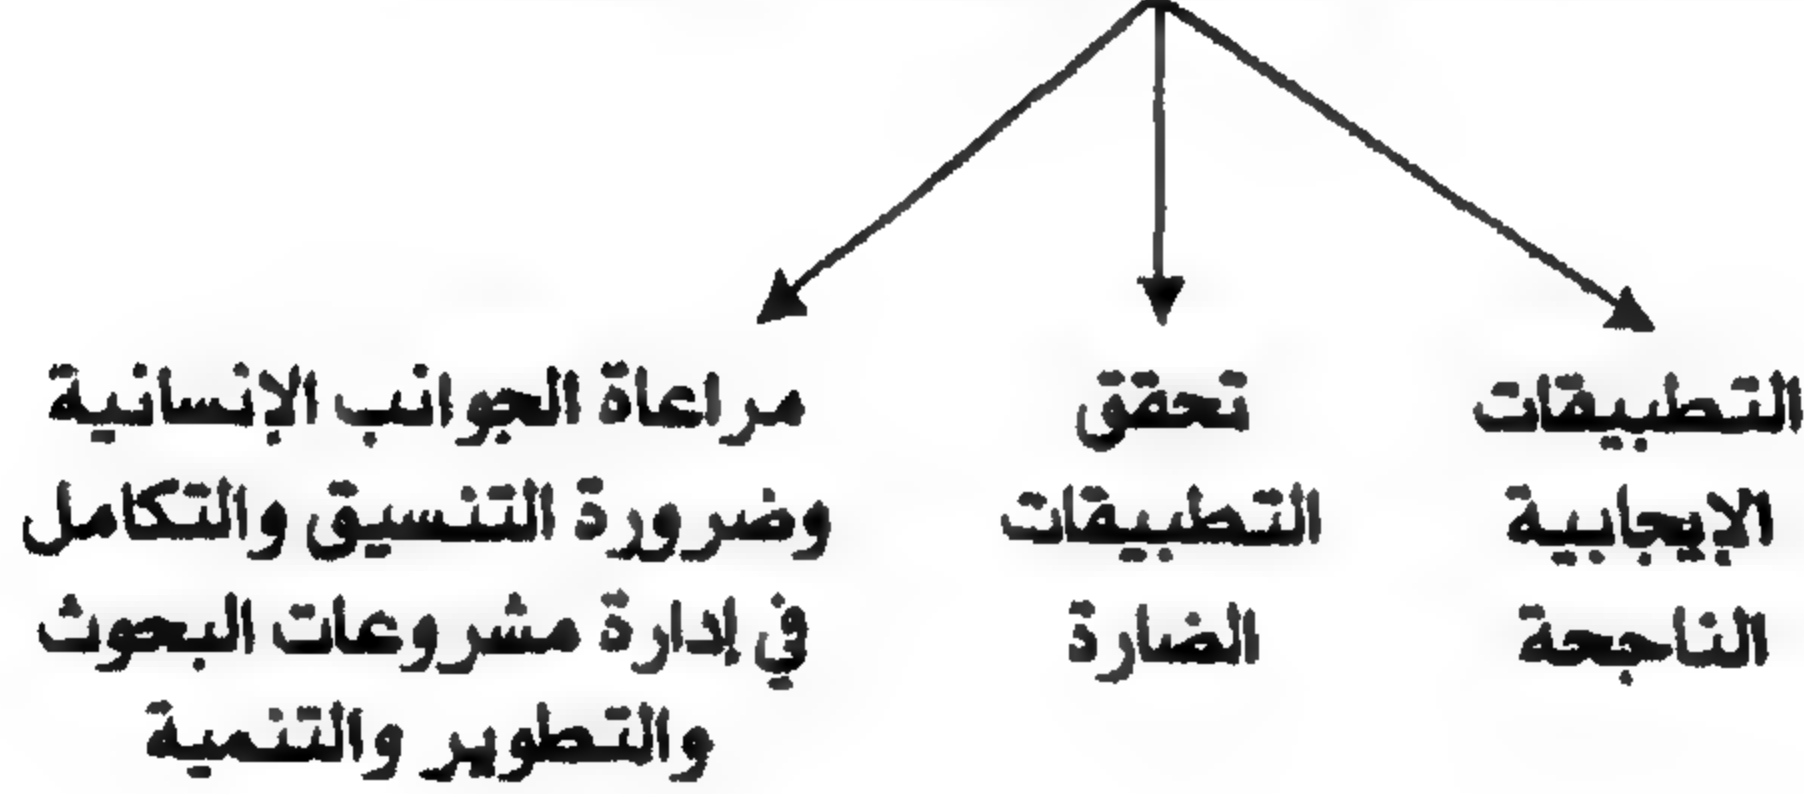 التطبيقات
الإيجابية
الناجحة
تحقق
التطبيقات
الضارة
مراعاة الجوانب الإنسانية
وضرورة التنسيق والتكامل
في إدارة مشروعات البحوث
والتطوير والتنمية